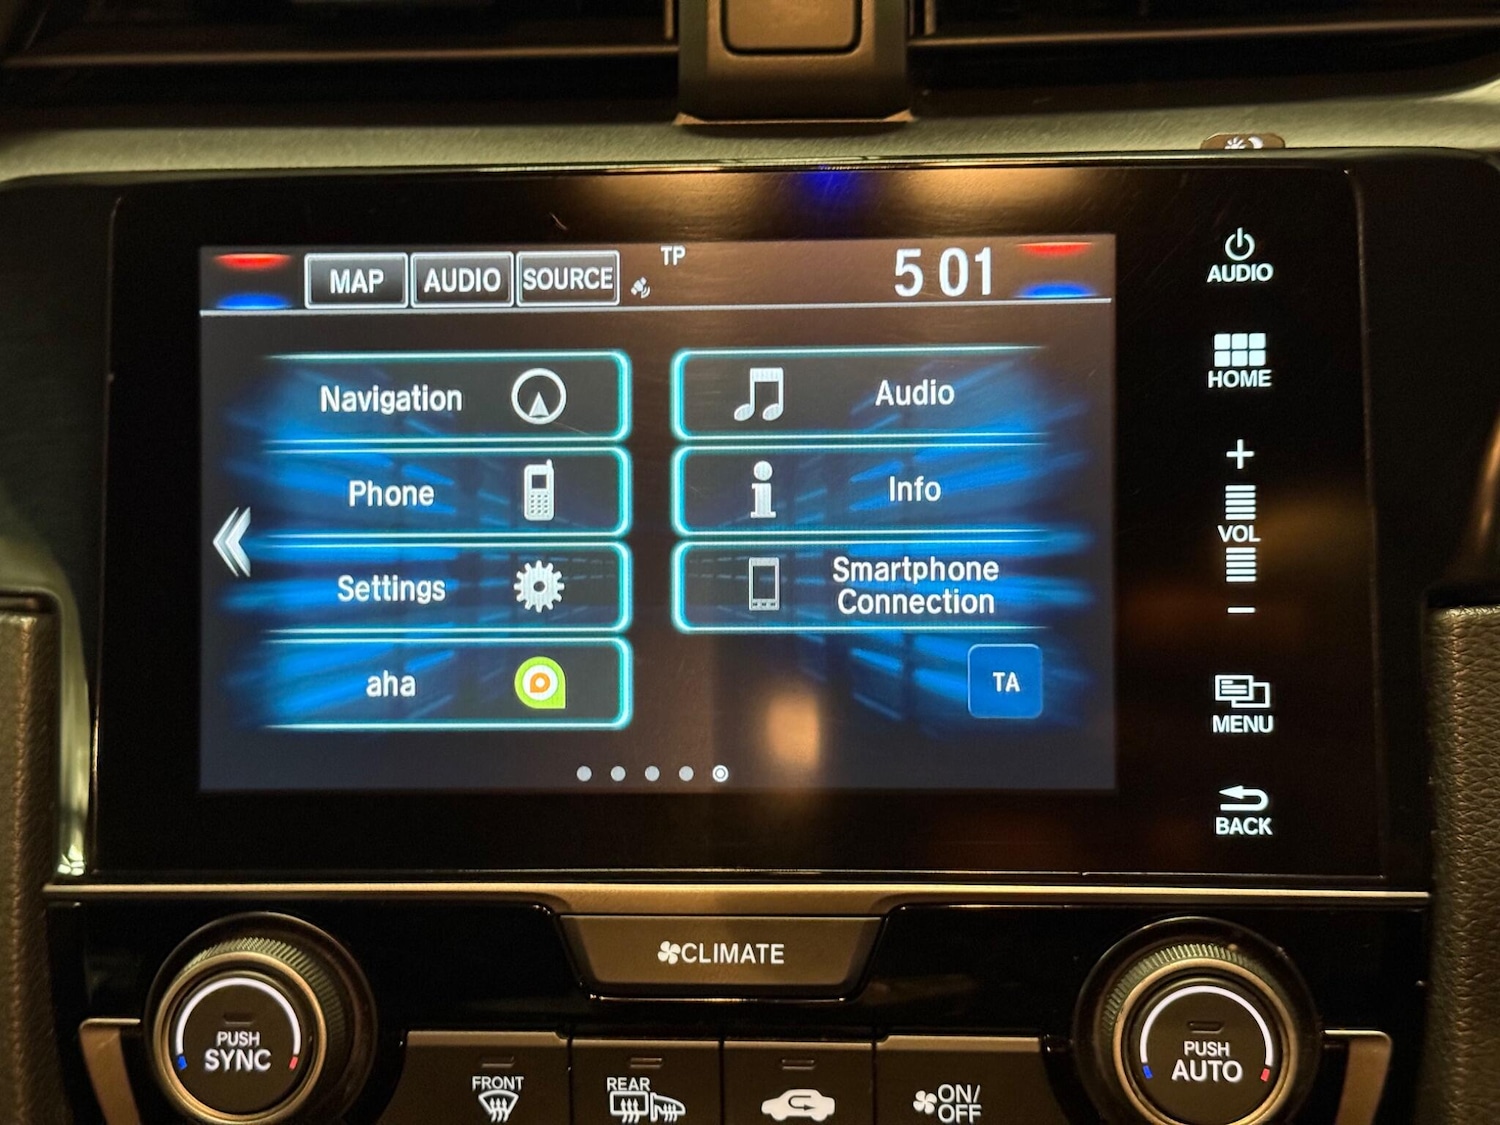 MAP AUDIO SOURCE TP 5 01
AUDIO
HOME
Navigation
Audio
Phone
Info
Settings
Smartphone
Connection
aha
TA
VOL
MENU
BACK
CLIMATE
PUSH
SYNC
FRONT
REAR
ON/
OFF
PUSH
AUTO